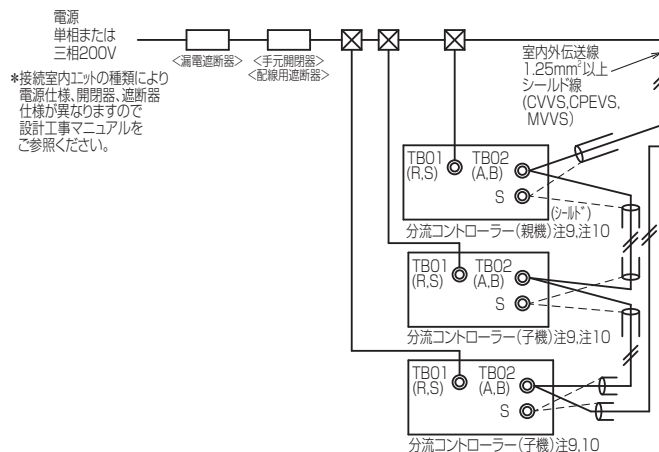 電源
単相または
三相200V
<漏電遮断器>
<手元開閉器>
<配線用遮断器>
*接続室内ユニットの種類により
電源仕様、開閉器、遮断器
仕様が異なりますので
設計工事マニュアルを
ご参照ください。
室内外伝送線
1.25mm²以上
シールド線
(CVVS,CPEVS,
MVVS)
TB01
(R,S)
TB02
(A,B)
S
(シールド)
分流コントローラー(親機)注9,注10
TB01
(R,S)
TB02
(A,B)
S
分流コントローラー(子機)注9,注10
TB01
(R,S)
TB02
(A,B)
S
分流コントローラー(子機)注9,10